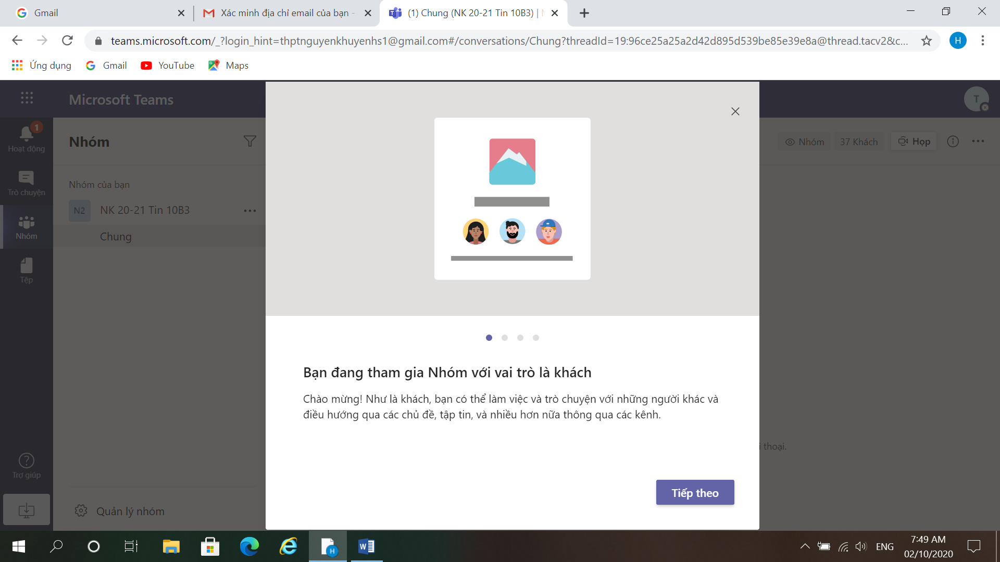 Gmail
Xác minh địa chỉ email của bạn -
(1) Chung (NK 20-21 Tin 10B3) |
teams.microsoft.com/_?login_hint=thptnguyenkhuyenhs1@gmail.com#/conversations/Chung?threadId=19:96ce25a25a2d42d895d539be85e39e8a@thread.tacv2&c...
H
Ứng dụng
Gmail
YouTube
Maps
Microsoft Teams
T
1
Hoạt động
Nhóm
Nhóm
37 Khách
Họp
Trò chuyện
Nhóm của bạn
N2
NK 20-21 Tin 10B3
Nhóm
Chung
Tệp
Bạn đang tham gia Nhóm với vai trò là khách
Chào mừng! Như là khách, bạn có thể làm việc và trò chuyện với những người khác và
điều hướng qua các chủ đề, tập tin, và nhiều hơn nữa thông qua các kênh.
i thoại.
Trợ giúp
Tiếp theo
Quản lý nhóm
ENG
7:49 AM
02/10/2020